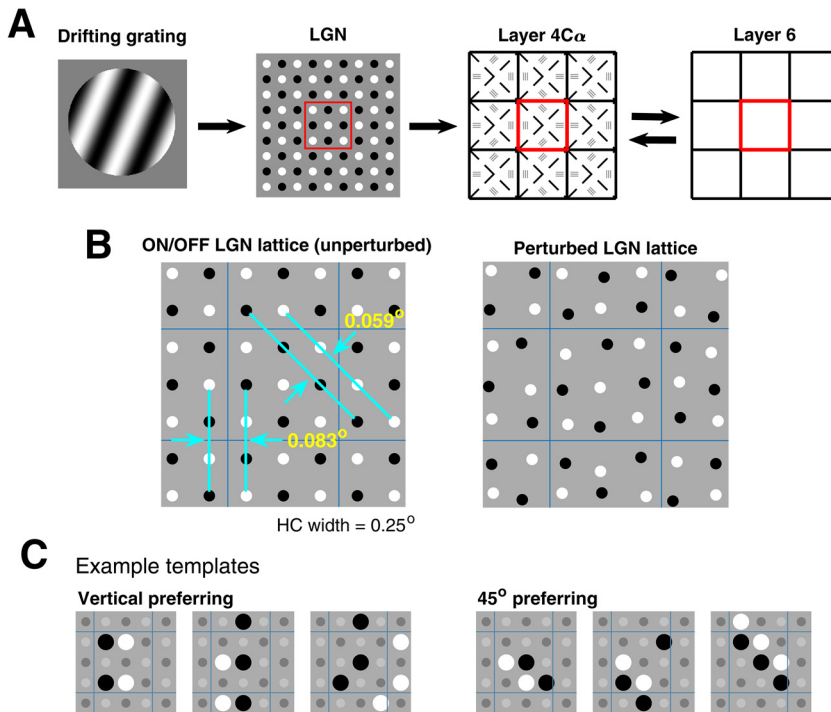 A
Drifting grating
LGN
Layer 4Cα
Layer 6
B
ON/OFF LGN lattice (unperturbed)
Perturbed LGN lattice
0.059°
0.083°
HC width = 0.25°
C
Example templates
Vertical preferring
45° preferring